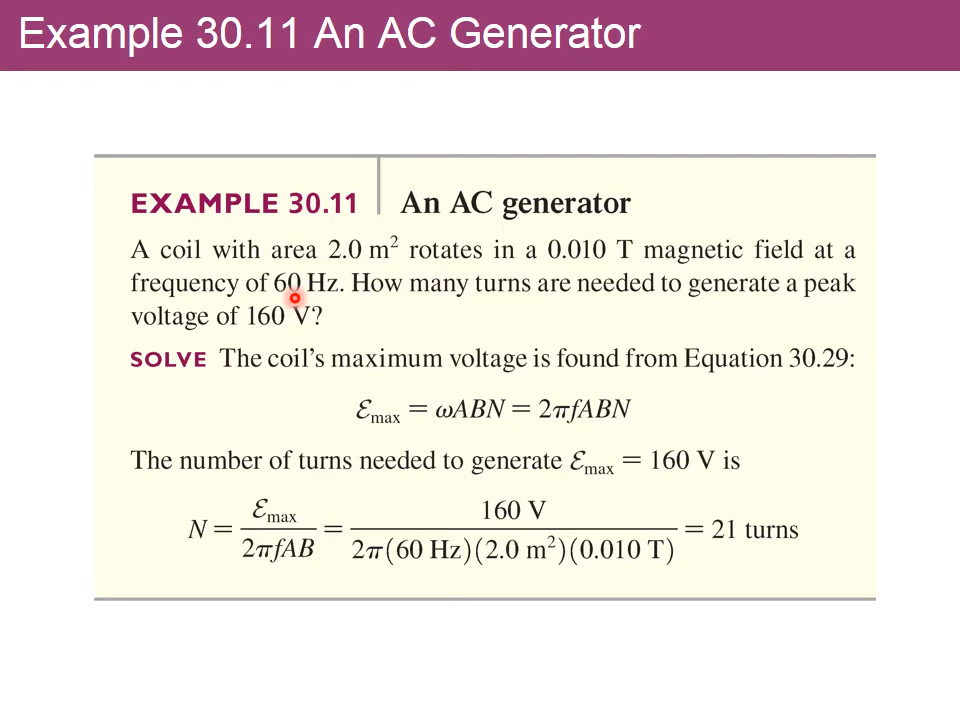 Example 30.11 An AC Generator
EXAMPLE 30.11 An AC generator
A coil with area 2.0 m² rotates in a 0.010 T magnetic field at a
frequency of 60 Hz. How many turns are needed to generate a peak
voltage of 160 V?
SOLVE The coil's maximum voltage is found from Equation 30.29:
ℰmax = ωABN = 2πfABN
The number of turns needed to generate ℰmax = 160 V is
N = ℰmax / 2πfAB = 160 V / 2π(60 Hz)(2.0 m²)(0.010 T) = 21 turns